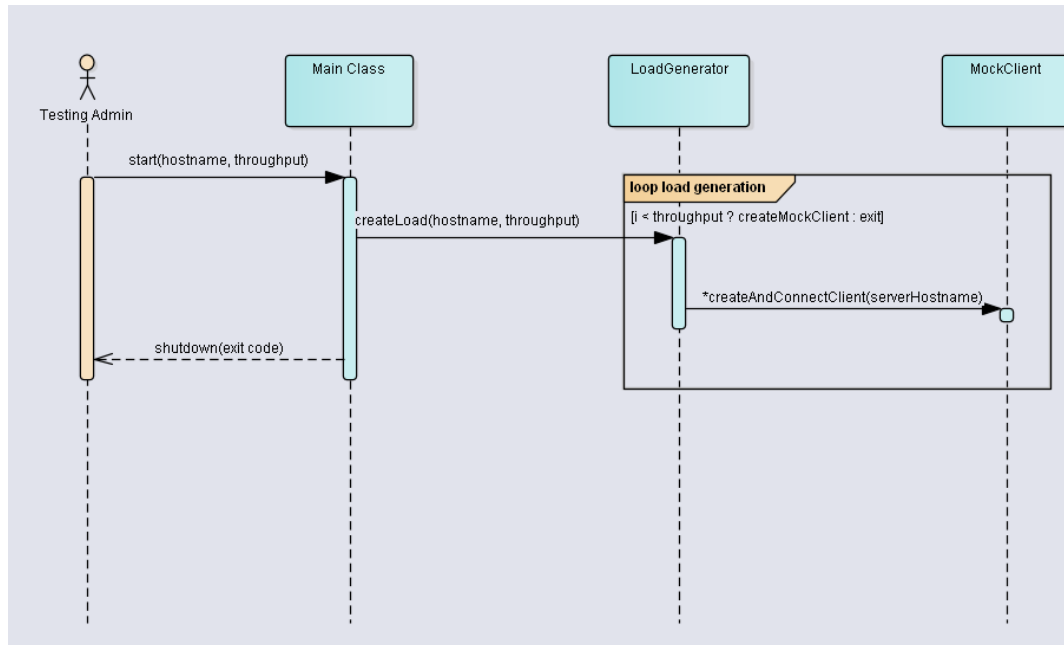 Main Class
LoadGenerator
MockClient
Testing Admin
start(hostname, throughput)
loop load generation
[i < throughput ? createMockClient : exit]
createLoad(hostname, throughput)
*createAndConnectClient(serverHostname)
shutdown(exit code)